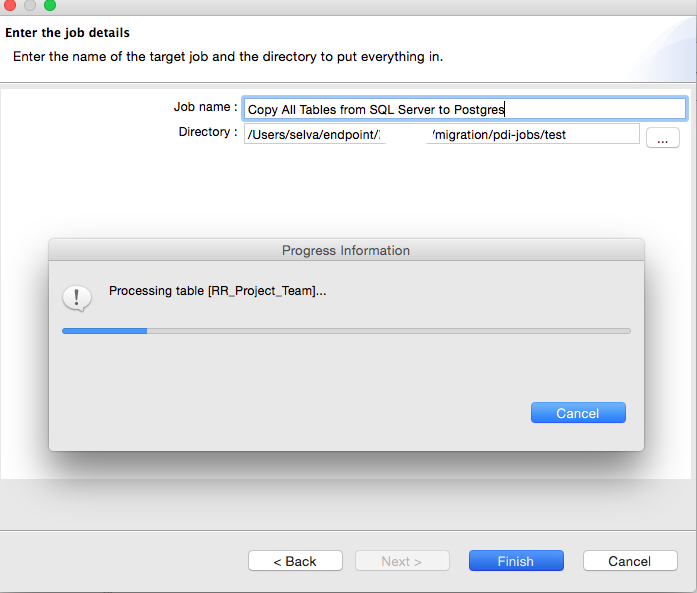 Enter the job details
Enter the name of the target job and the directory to put everything in.
Job name : Copy All Tables from SQL Server to Postgres
Directory : /Users/selva/endpoint/ /migration/pdi-jobs/test ...
Progress Information
Processing table [RR_Project_Team]...
Cancel
< Back Next > Finish Cancel